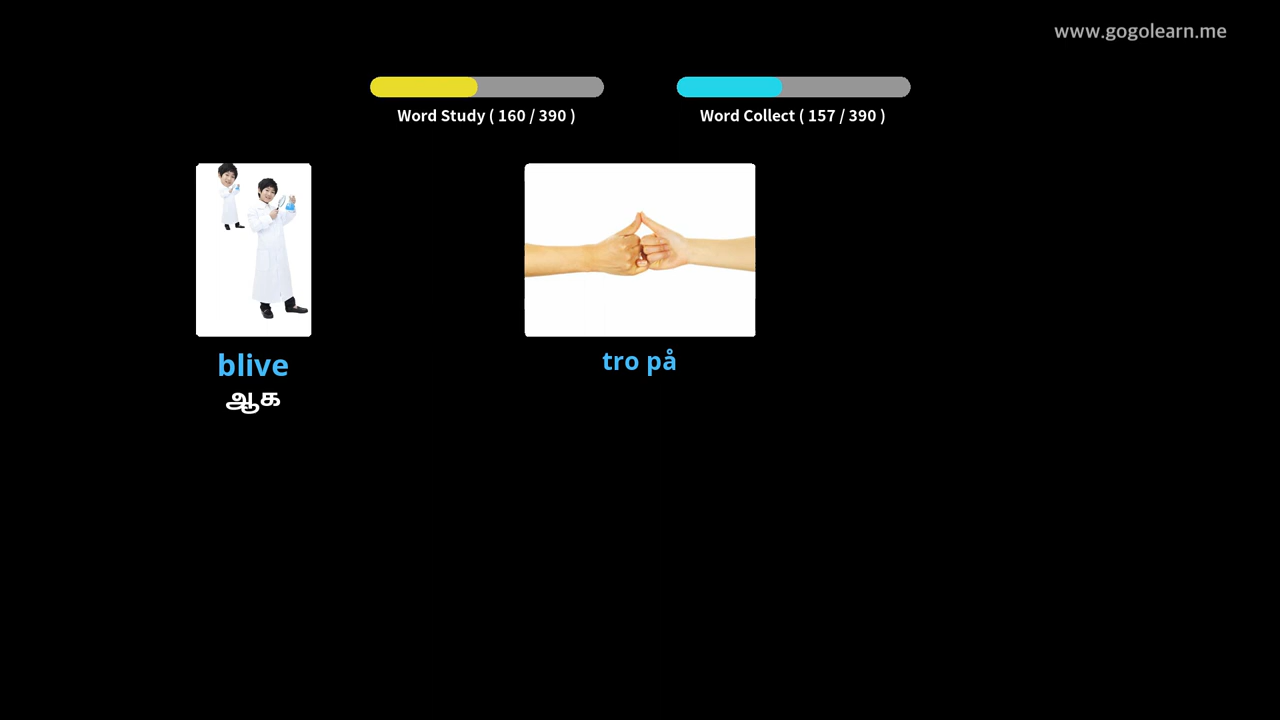 www.gogolearn.me
Word Study ( 160 / 390 )
Word Collect ( 157 / 390 )
blive
ஆக
tro på